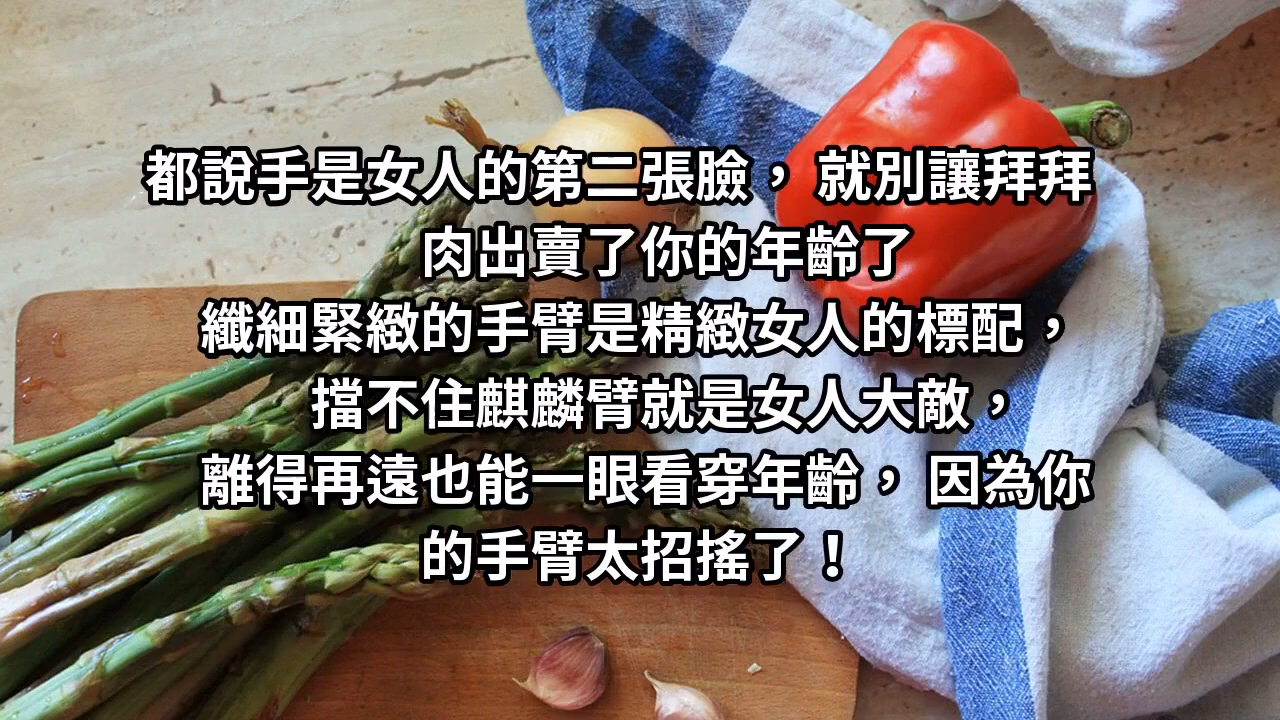 都說手是女人的第二張臉， 就別讓拜拜
肉出賣了你的年齡了
纖細緊緻的手臂是精緻女人的標配，
擋不住麒麟臂就是女人大敵，
離得再遠也能一眼看穿年齡， 因為你
的手臂太招搖了！